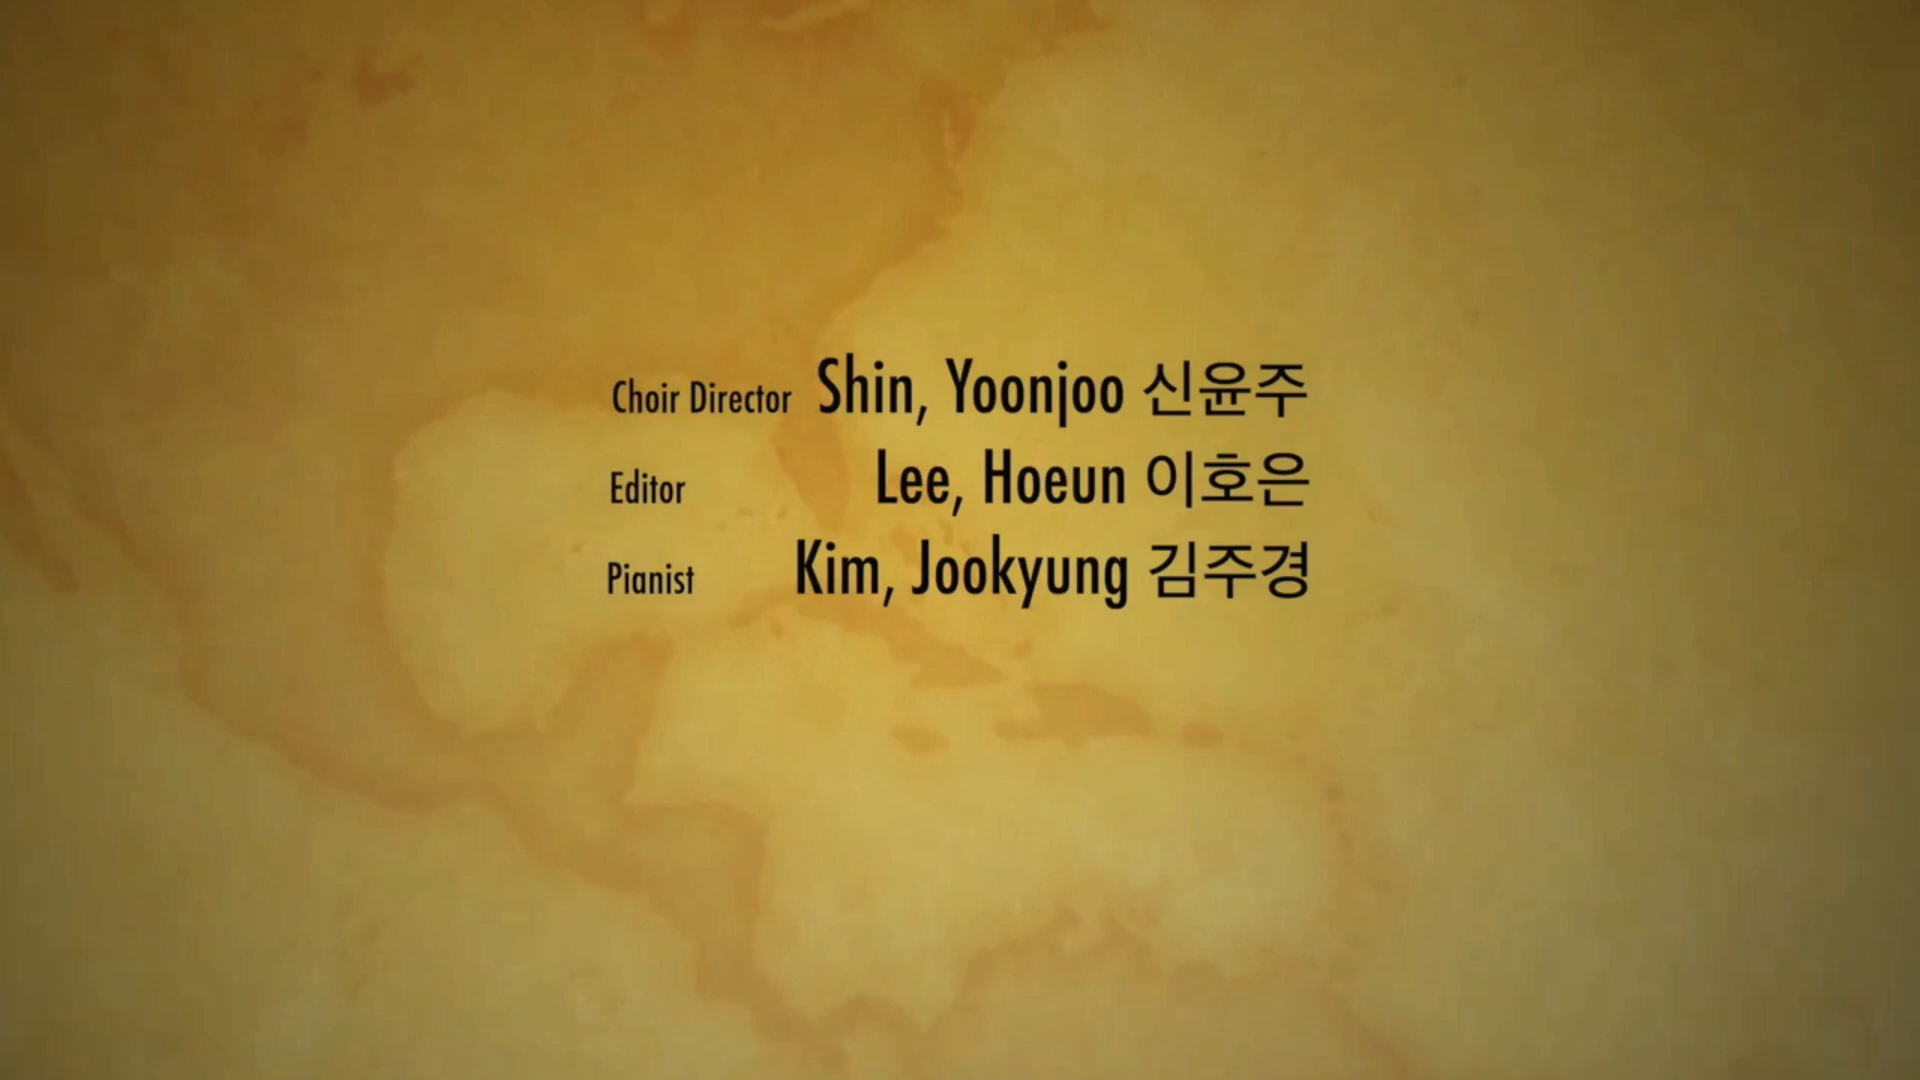 Choir Director Shin, Yoonjoo 신윤주
Editor Lee, Hoeun 이호은
Pianist Kim, Jookyung 김주경